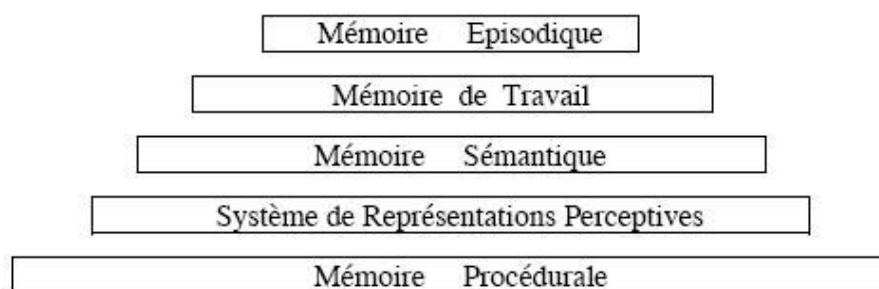 Mémoire Episodique
Mémoire de Travail
Mémoire Sémantique
Système de Représentations Perceptives
Mémoire Procédurale